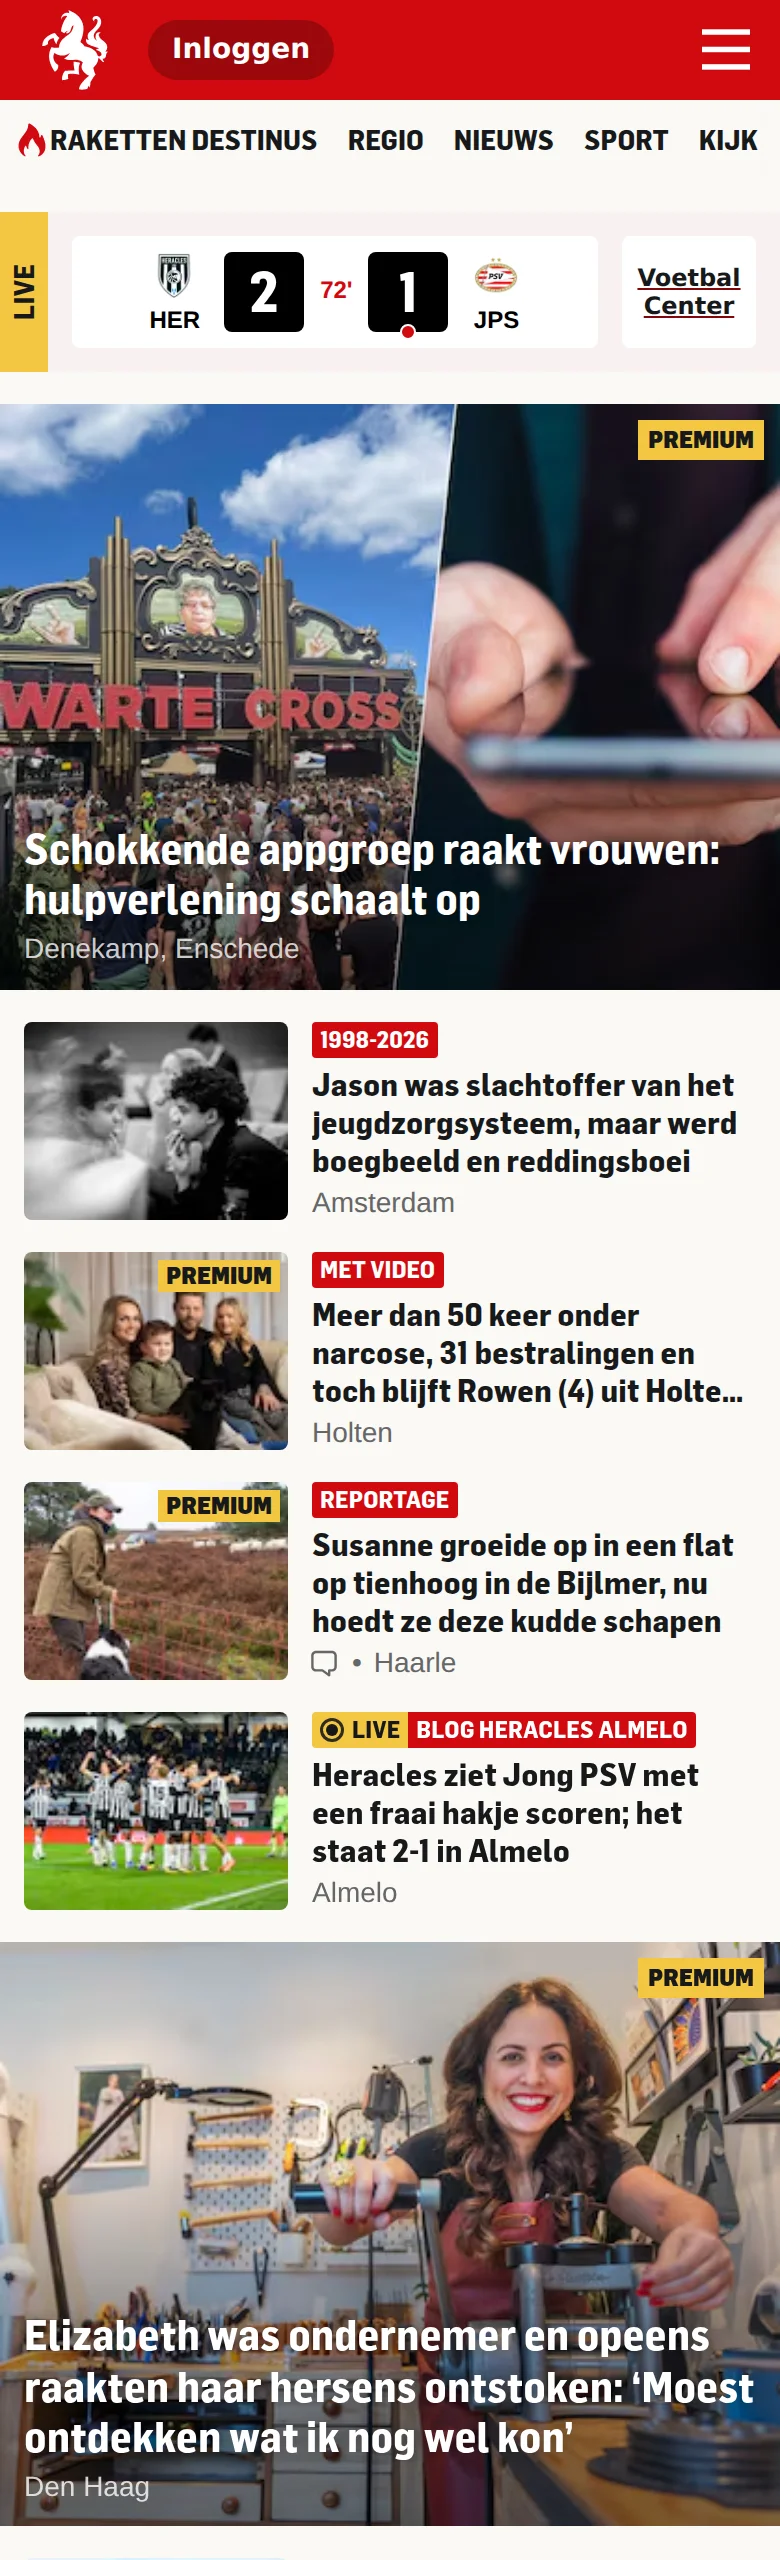 Inloggen
RAKETTEN DESTINUS REGIO NIEUWS SPORT KIJK
LIVE
HERACLES
HER
2
72'
1
PSV
JPS
Voetbal
Center
PREMIUM
WARTE CROSS
Schokkende appgroep raakt vrouwen:
hulpverlening schaalt op
Denekamp, Enschede
1998-2026
Jason was slachtoffer van het
jeugdzorgsysteem, maar werd
boegbeeld en reddingsboei
Amsterdam
PREMIUM
MET VIDEO
Meer dan 50 keer onder
narcose, 31 bestralingen en
toch blijft Rowen (4) uit Holte...
Holten
PREMIUM
REPORTAGE
Susanne groeide op in een flat
op tienhoog in de Bijlmer, nu
hoedt ze deze kudde schapen
• Haarle
LIVE BLOG HERACLES ALMELO
Heracles ziet Jong PSV met
een fraai hakje scoren; het
staat 2-1 in Almelo
Almelo
PREMIUM
Elizabeth was ondernemer en opeens
raakten haar hersens ontstoken: ‘Moest
ontdekken wat ik nog wel kon’
Den Haag